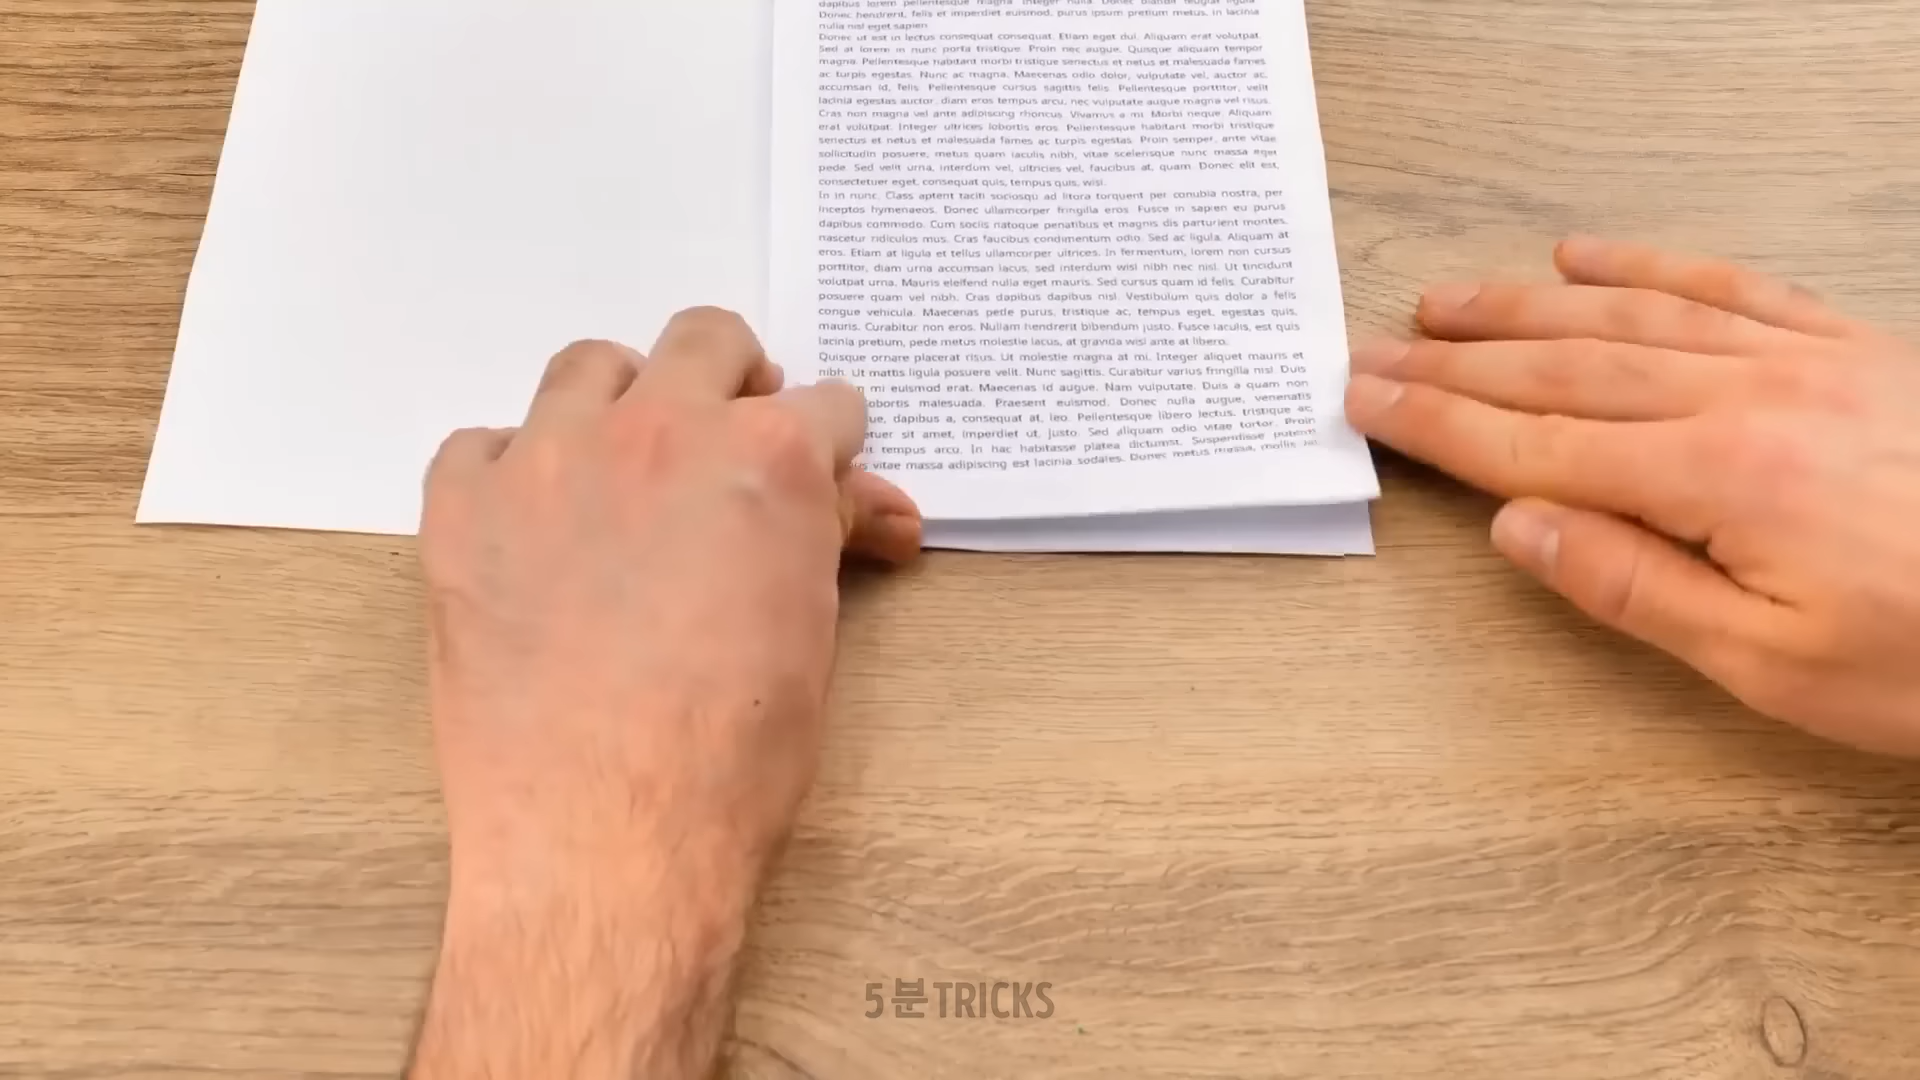 dapibus lorem pellentesque magna. Integer nulla. Donec blandit feugiat ligula.
Donec hendrerit, felis et imperdiet euismod, purus ipsum pretium metus, in lacinia
nulla nisl eget sapien.
Donec ut est in lectus consequat consequat. Etiam eget dui. Aliquam erat volutpat.
Sed at lorem in nunc porta tristique. Proin nec augue. Quisque aliquam tempor
magna. Pellentesque habitant morbi tristique senectus et netus et malesuada fames
ac turpis egestas. Nunc ac magna. Maecenas odio dolor, vulputate vel, auctor ac,
accumsan id, felis. Pellentesque cursus sagittis felis. Pellentesque porttitor, velit
lacinia egestas auctor, diam eros tempus arcu, nec vulputate augue magna vel risus.
Cras non magna vel ante adipiscing rhoncus. Vivamus a mi. Morbi neque. Aliquam
erat volutpat. Integer ultrices lobortis eros. Pellentesque habitant morbi tristique
senectus et netus et malesuada fames ac turpis egestas. Proin semper, ante vitae
sollicitudin posuere, metus quam iaculis nibh, vitae scelerisque nunc massa eget
pede. Sed velit urna, interdum vel, ultricies vel, faucibus at, quam. Donec elit est,
consectetuer eget, consequat quis, tempus quis, wisi.
In in nunc. Class aptent taciti sociosqu ad litora torquent per conubia nostra, per
inceptos hymenaeos. Donec ullamcorper fringilla eros. Fusce in sapien eu purus
dapibus commodo. Cum sociis natoque penatibus et magnis dis parturient montes,
nascetur ridiculus mus. Cras faucibus condimentum odio. Sed ac ligula. Aliquam at
eros. Etiam at ligula et tellus ullamcorper ultrices. In fermentum, lorem non cursus
porttitor, diam urna accumsan lacus, sed interdum wisi nibh nec nisl. Ut tincidunt
volutpat urna. Mauris eleifend nulla eget mauris. Sed cursus quam id felis. Curabitur
posuere quam vel nibh. Cras dapibus dapibus nisl. Vestibulum quis dolor a felis
congue vehicula. Maecenas pede purus, tristique ac, tempus eget, egestas quis,
mauris. Curabitur non eros. Nullam hendrerit bibendum justo. Fusce iaculis, est quis
lacinia pretium, pede metus molestie lacus, at gravida wisi ante at libero.
Quisque ornare placerat risus. Ut molestie magna at mi. Integer aliquet mauris et
nibh. Ut mattis ligula posuere velit. Nunc sagittis. Curabitur varius fringilla nisl. Duis
mi euismod erat. Maecenas id augue. Nam vulputate. Duis a quam non
lobortis malesuada. Praesent euismod. Donec nulla augue, venenatis
dapibus a, consequat at, leo. Pellentesque libero lectus, tristique ac,
sit amet, imperdiet ut, justo. Sed aliquam odio vitae tortor. Proin
tempus arcu. In hac habitasse platea dictumst. Suspendisse potenti.
vitae massa adipiscing est lacinia sodales. Donec metus massa, mollis
5분TRICKS